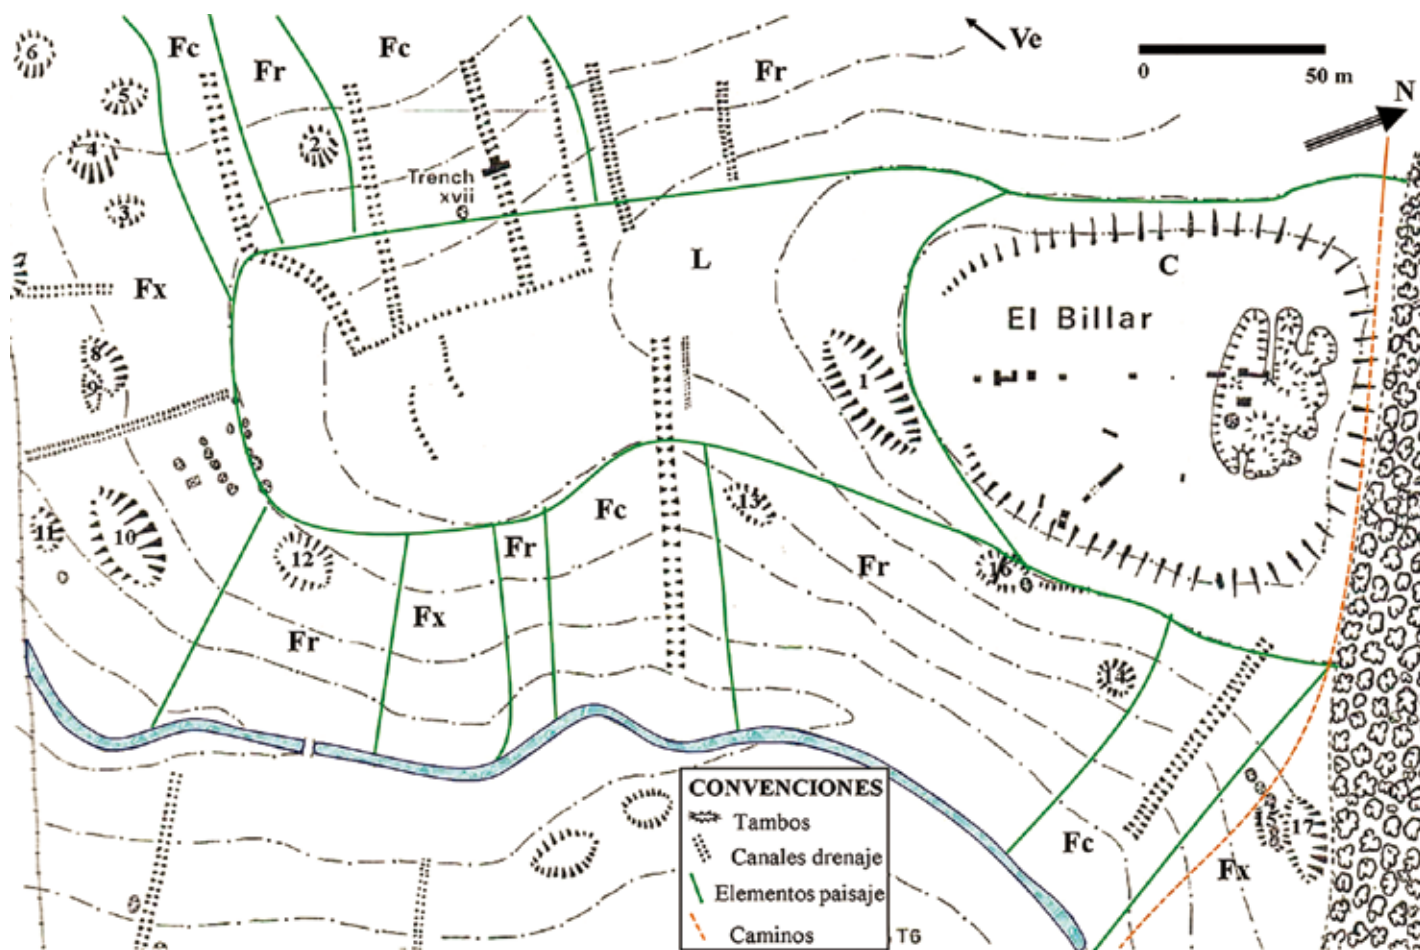 Ve
0
50 m
N
6
Fc
Fr
Fc
Fr
5
4
2
3
Trench
xvii
Fx
L
C
El Billar
8
9
1
11
10
12
Fr
Fx
Fr
Fc
13
Fr
16
14
Fc
15
17
Fx
CONVENCIONES
Tambos
Canales drenaje
Elementos paisaje
Caminos
T6